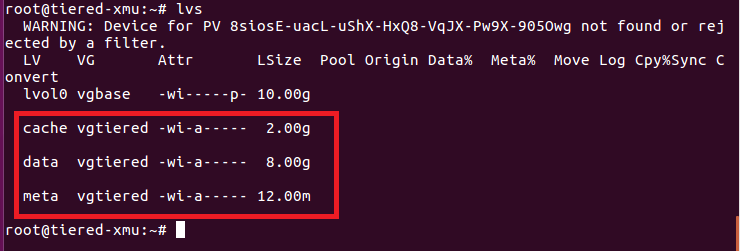 root@tiered-xmu:~# lvs
WARNING: Device for PV 8siosE-uacL-uShX-HxQ8-VqJX-Pw9X-905Owg not found or rej
ected by a filter.
LV VG Attr LSize Pool Origin Data% Meta% Move Log Cpy%Sync C
onvert
lvol0 vgbase -wi-----p- 10.00g
cache vgtiered -wi-a----- 2.00g
data vgtiered -wi-a----- 8.00g
meta vgtiered -wi-a----- 12.00m
root@tiered-xmu:~#